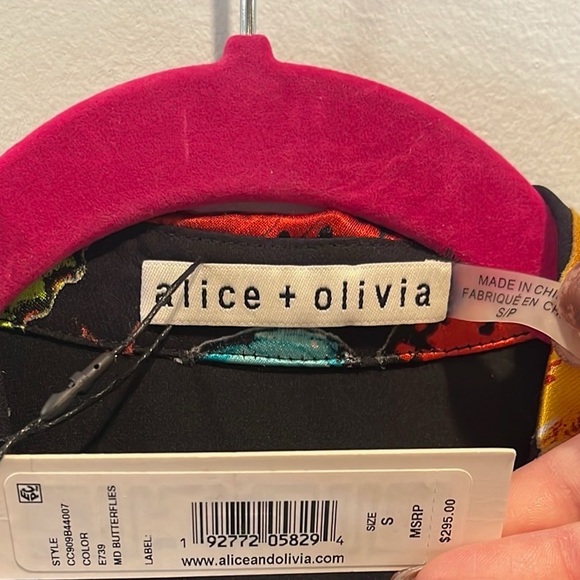 alice + olivia
MADE IN CHI
FABRIQUÉ EN CH
S/P
STYLE
CC909B44007
COLOR
E739
MD BUTTERFLIES
LABEL:
1 92772 05829 4
www.aliceandolivia.com
SIZE
S
MSRP
$295.00